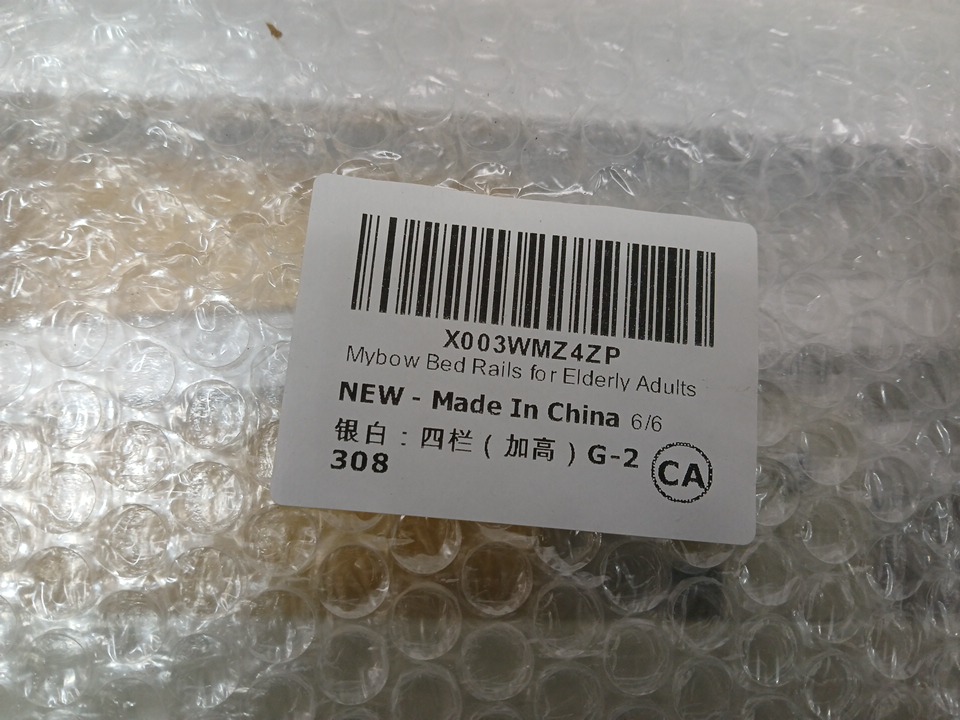 X003WMZ4ZP
Mybow Bed Rails for Elderly Adults
NEW - Made In China 6/6
银白：四栏（加高）G-2
308
CA